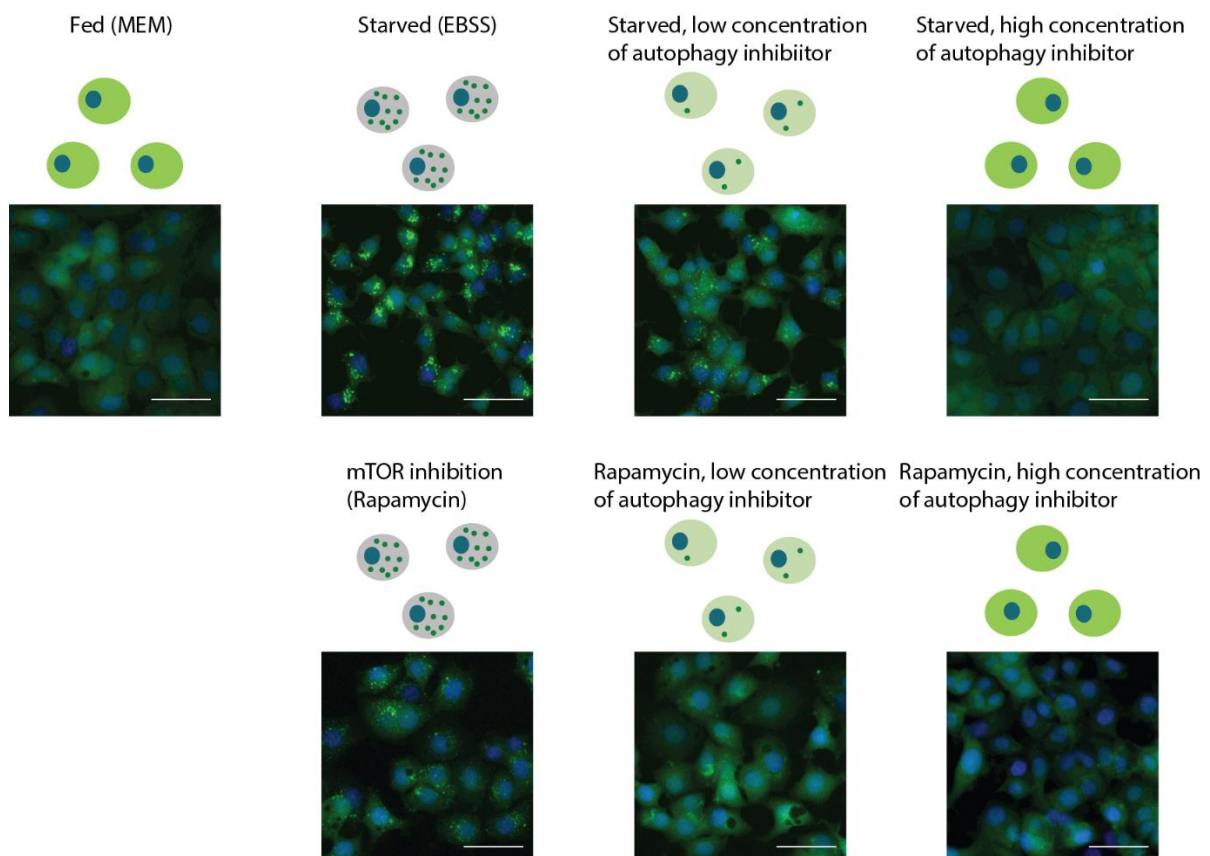 Fed (MEM)
Starved (EBSS)
Starved, low concentration
of autophagy inhibiitor
Starved, high concentration
of autophagy inhibitor
mTOR inhibition
(Rapamycin)
Rapamycin, low concentration
of autophagy inhibitor
Rapamycin, high concentration
of autophagy inhibitor